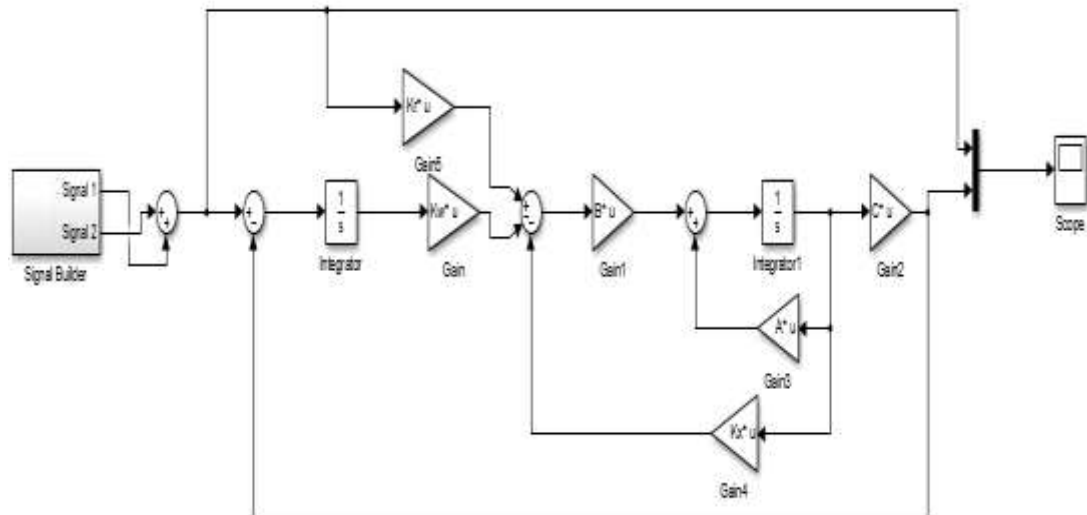 Kr* u
Gain5
Signal 1
Signal 2
Signal Builder
1
s
Integrator
Kw* u
Gain
B* u
Gain1
1
s
Integrator1
C* u
Gain2
Scope
A* u
Gain3
Kx* u
Gain4